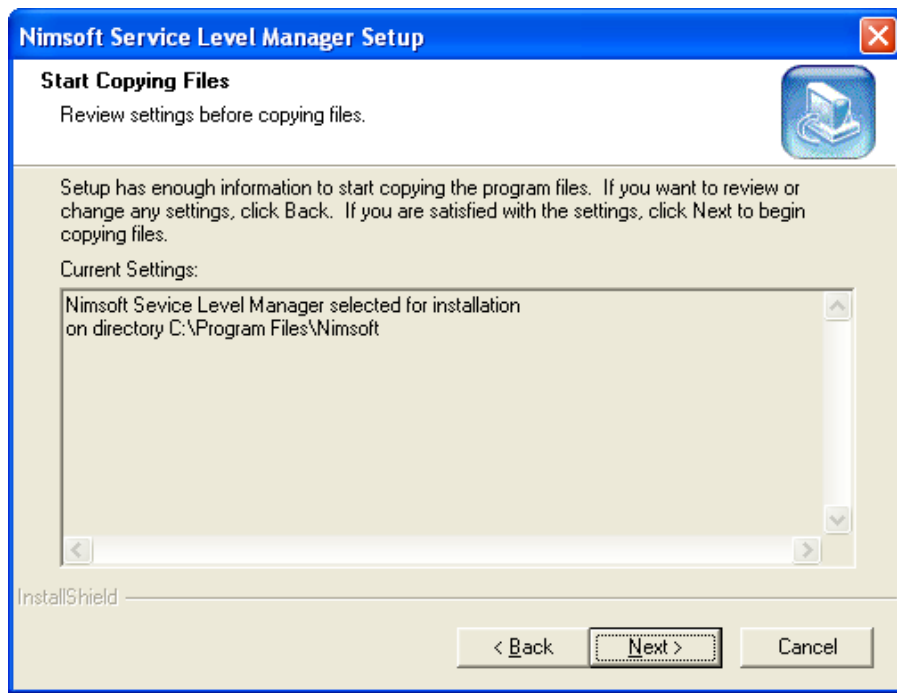 Nimsoft Service Level Manager Setup
Start Copying Files
Review settings before copying files.
Setup has enough information to start copying the program files. If you want to review or
change any settings, click Back. If you are satisfied with the settings, click Next to begin
copying files.
Current Settings:
Nimsoft Sevice Level Manager selected for installation
on directory C:\Program Files\Nimsoft
InstallShield
< Back Next > Cancel